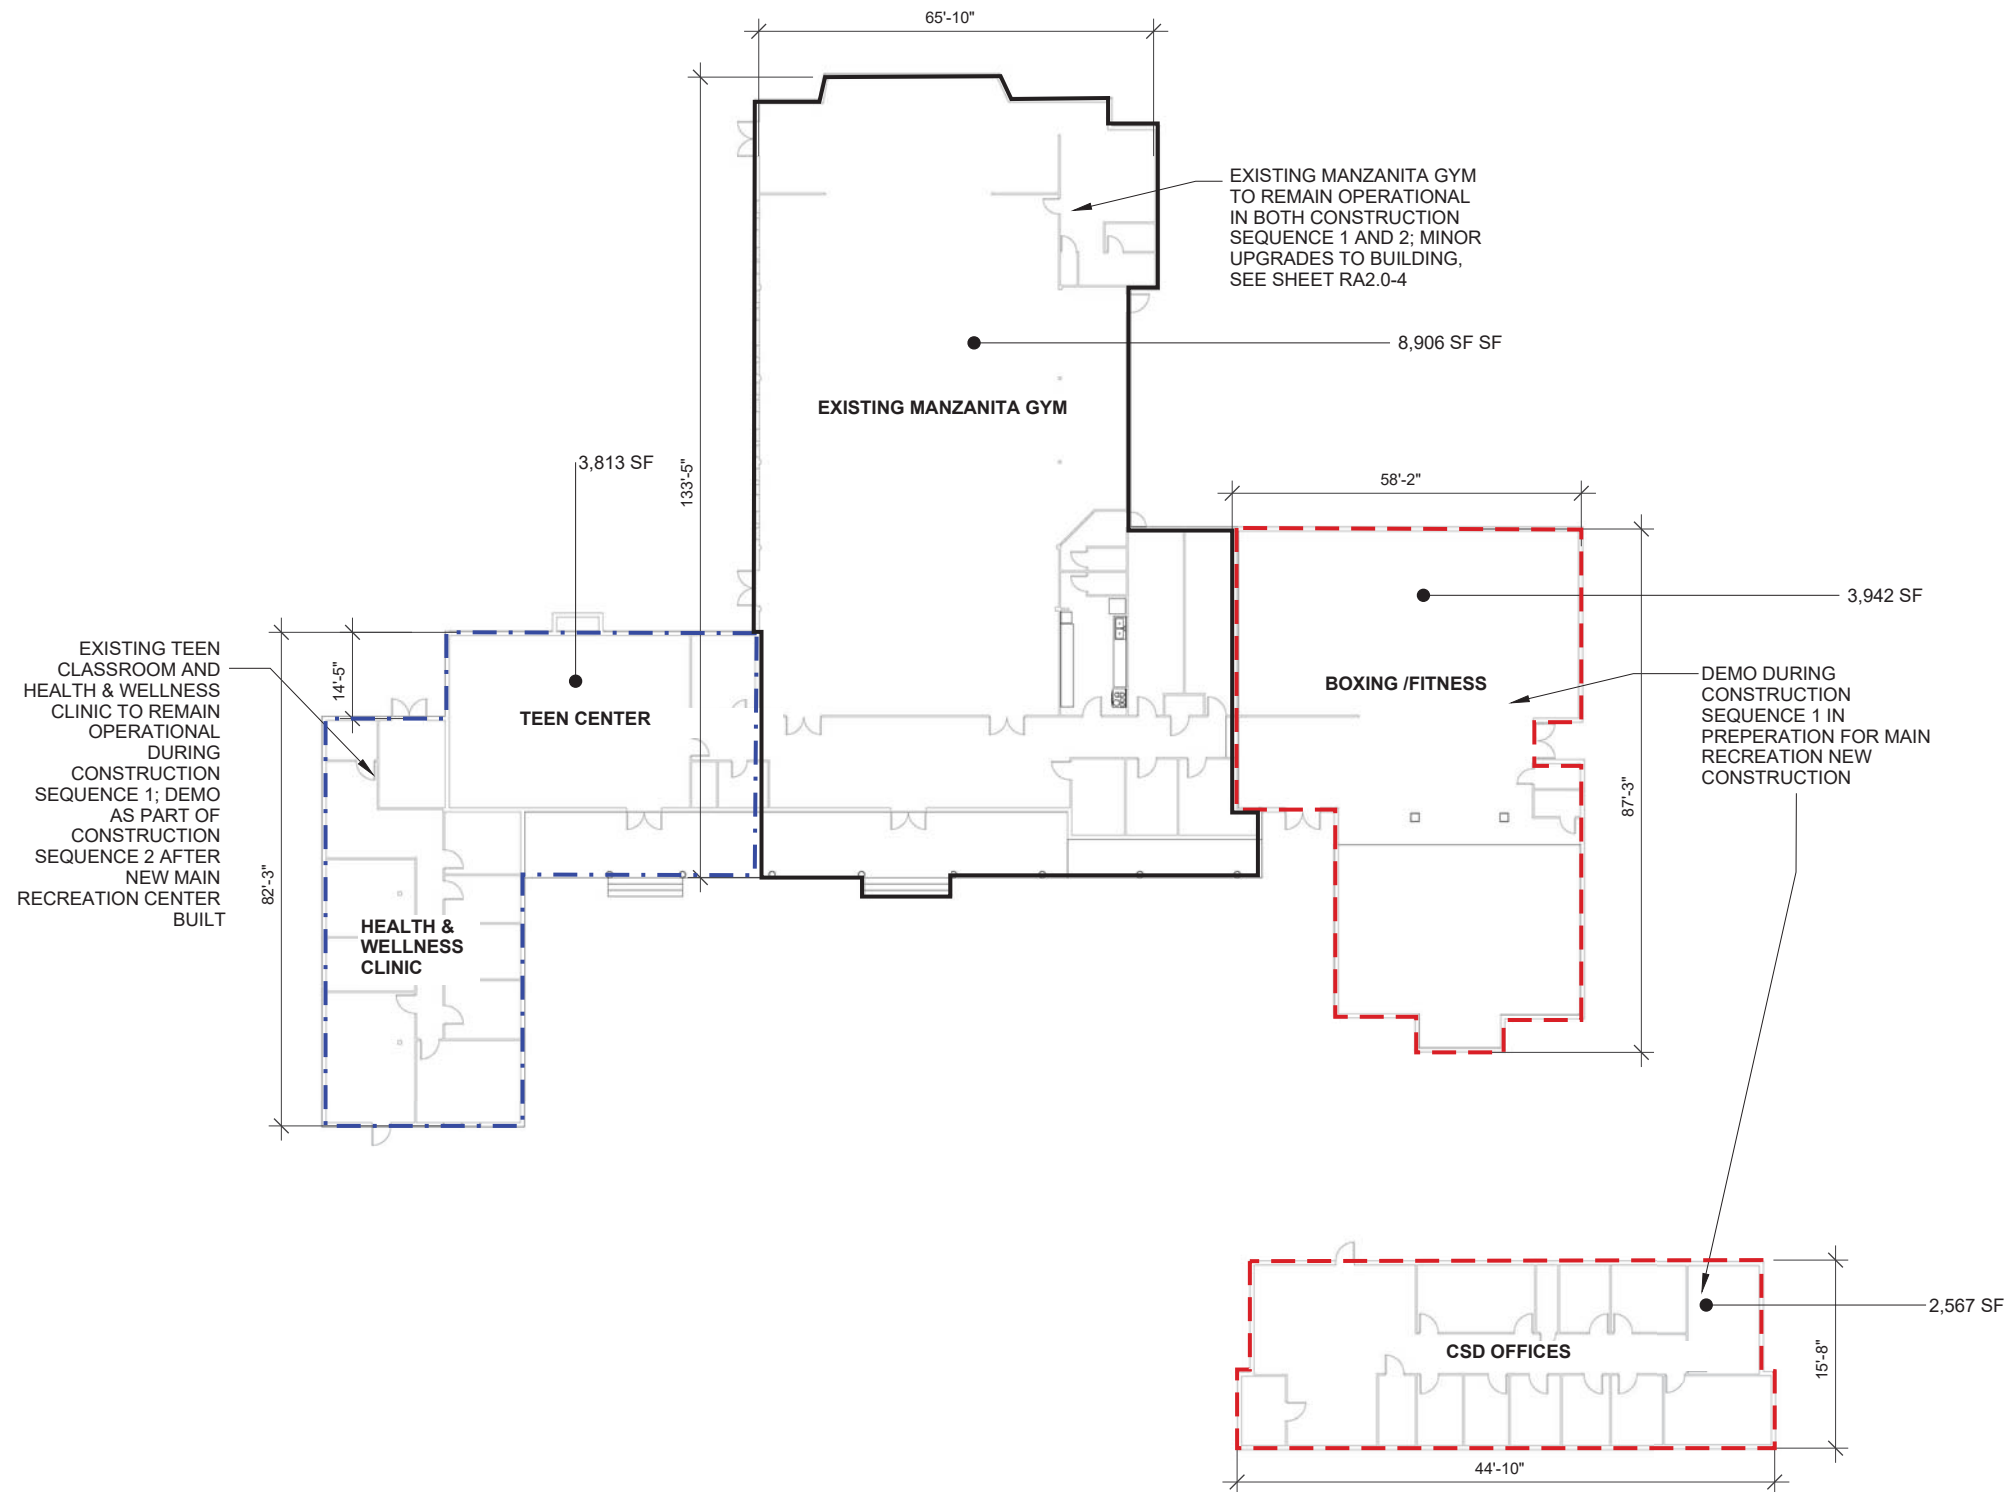 65'-10"
EXISTING MANZANITA GYM
TO REMAIN OPERATIONAL
IN BOTH CONSTRUCTION
SEQUENCE 1 AND 2; MINOR
UPGRADES TO BUILDING,
SEE SHEET RA2.0-4
8,906 SF SF
EXISTING MANZANITA GYM
3,813 SF
133'-5"
58'-2"
3,942 SF
EXISTING TEEN
CLASSROOM AND
HEALTH & WELLNESS
CLINIC TO REMAIN
OPERATIONAL
DURING
CONSTRUCTION
SEQUENCE 1; DEMO
AS PART OF
CONSTRUCTION
SEQUENCE 2 AFTER
NEW MAIN
RECREATION CENTER
BUILT
14'-5"
TEEN CENTER
BOXING /FITNESS
DEMO DURING
CONSTRUCTION
SEQUENCE 1 IN
PREPERATION FOR MAIN
RECREATION NEW
CONSTRUCTION
87'-3"
82'-3"
HEALTH &
WELLNESS
CLINIC
2,567 SF
CSD OFFICES
15'-8"
44'-10"